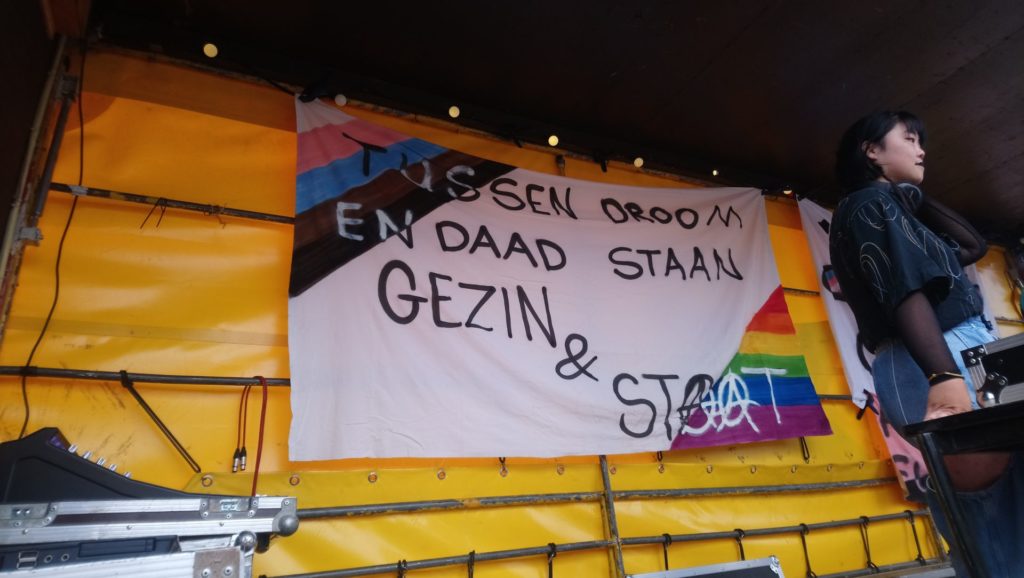 TUSSEN DROOM
EN DAAD STAAN
GEZIN
&
STAAT